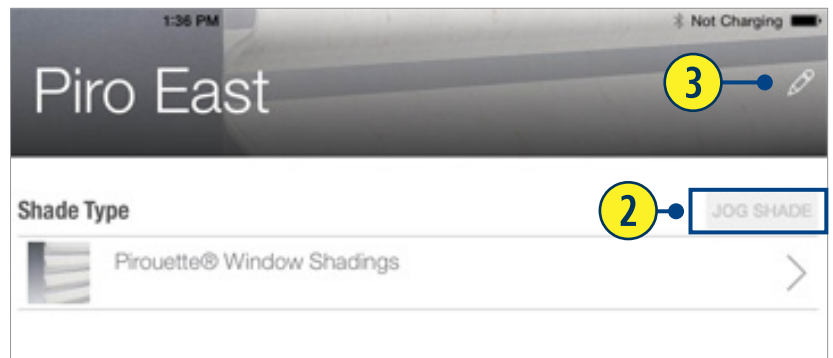 1:36 PM Not Charging
Piro East
3
Shade Type
2
JOG SHADE
Pirouette® Window Shadings